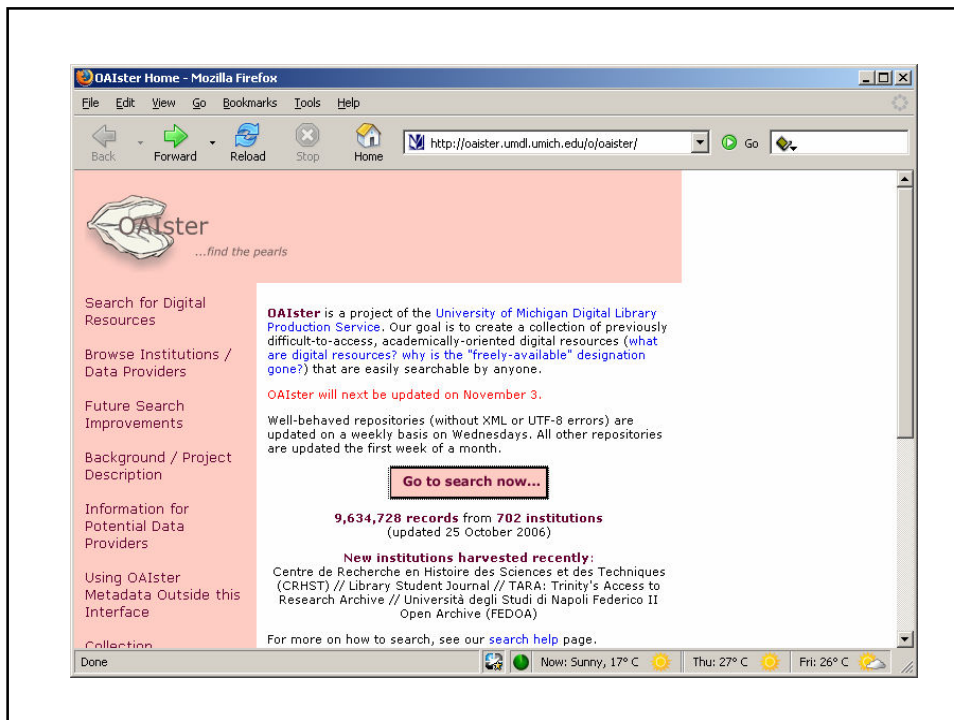 OAIster Home - Mozilla Firefox
File Edit View Go Bookmarks Tools Help
Back Forward Reload Stop Home http://oaister.umdl.umich.edu/o/oaister/ Go
OAIster
...find the pearls
Search for Digital
Resources
Browse Institutions /
Data Providers
Future Search
Improvements
Background / Project
Description
Information for
Potential Data
Providers
Using OAIster
Metadata Outside this
Interface
Collection
OAIster is a project of the University of Michigan Digital Library
Production Service. Our goal is to create a collection of previously
difficult-to-access, academically-oriented digital resources (what
are digital resources? why is the "freely-available" designation
gone?) that are easily searchable by anyone.
OAIster will next be updated on November 3.
Well-behaved repositories (without XML or UTF-8 errors) are
updated on a weekly basis on Wednesdays. All other repositories
are updated the first week of a month.
Go to search now...
9,634,728 records from 702 institutions
(updated 25 October 2006)
New institutions harvested recently:
Centre de Recherche en Histoire des Sciences et des Techniques
(CRHST) // Library Student Journal // TARA: Trinity's Access to
Research Archive // Università degli Studi di Napoli Federico II
Open Archive (FEDOA)
For more on how to search, see our search help page.
Done Now: Sunny, 17° C Thu: 27° C Fri: 26° C